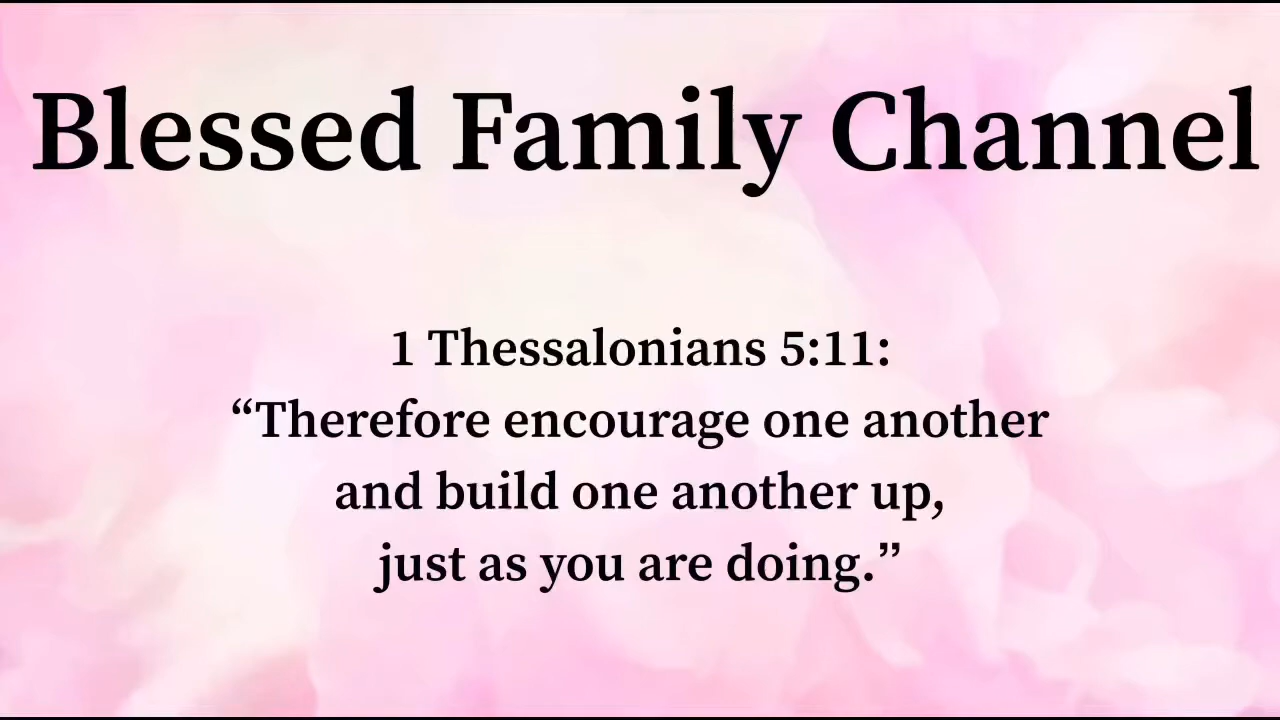 Blessed Family Channel
1 Thessalonians 5:11:
“Therefore encourage one another
and build one another up,
just as you are doing.”